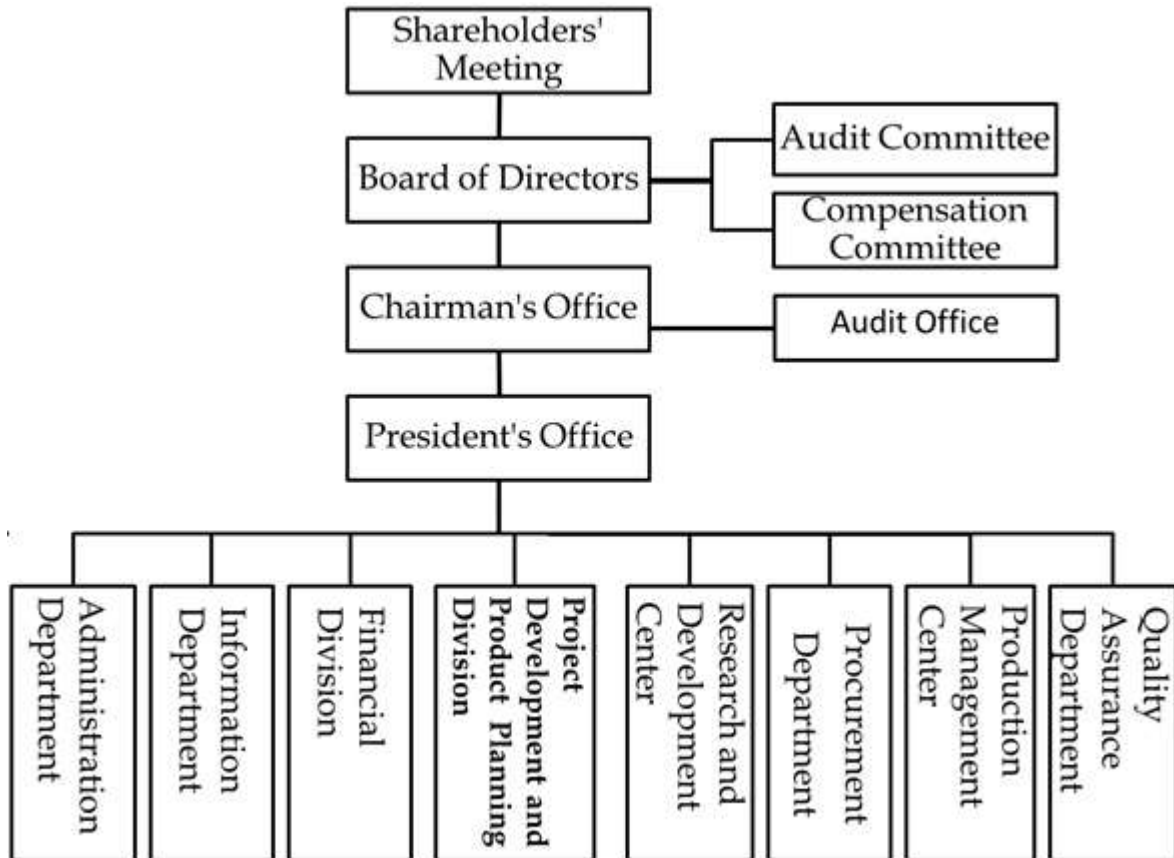 Shareholders'
Meeting
Board of Directors
Audit Committee
Compensation
Committee
Chairman's Office
Audit Office
President's Office
Administration
Department
Information
Department
Financial
Division
Project
Development and
Product Planning
Division
Research and
Development
Center
Procurement
Department
Production
Management
Center
Quality
Assurance
Department